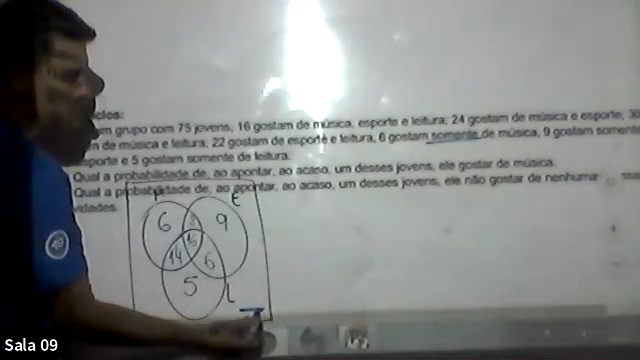 cios:
um grupo com 75 jovens, 16 gostam de música, esporte e leitura; 24 gostam de música e esporte, 30
de música e leitura; 22 gostam de esporte e leitura, 6 gostam somente de música, 9 gostam somente
esporte e 5 gostam somente de leitura.
Qual a probabilidade de, ao apontar, ao acaso, um desses jovens, ele gostar de música.
Qual a probabilidade de, ao apontar, ao acaso, um desses jovens, ele não gostar de nenhuma
vidades.
E
6 8 9
16
14 6
5
L
Sala 09